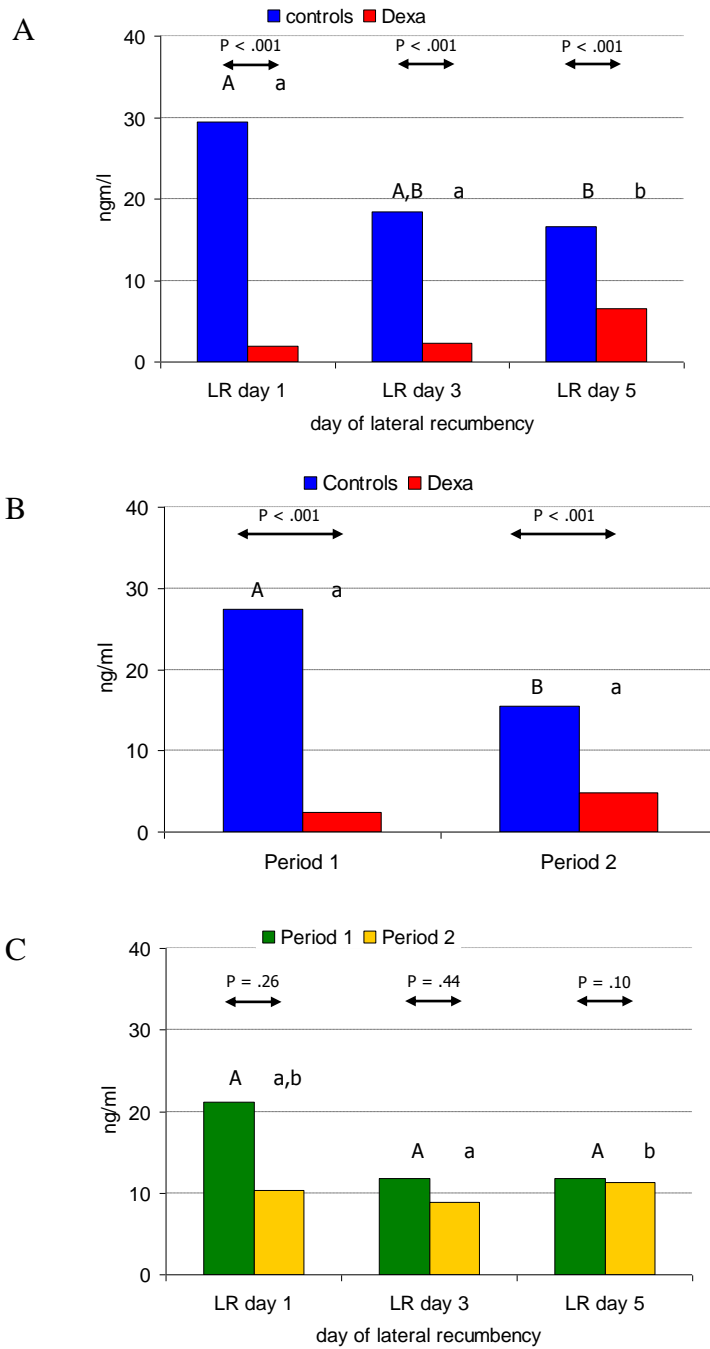 A
controls Dexa
40
P < .001 P < .001 P < .001
A a
30
ngm/l
20
A,B a B b
10
0
LR day 1 LR day 3 LR day 5
day of lateral recumbency
Controls Dexa
B
40
P < .001 P < .001
30
A a
ng/ml
20
B a
10
0
Period 1 Period 2
Period 1 Period 2
C
40
P = .26 P = .44 P = .10
30
ng/ml
A a,b
20
A a A b
10
0
LR day 1 LR day 3 LR day 5
day of lateral recumbency